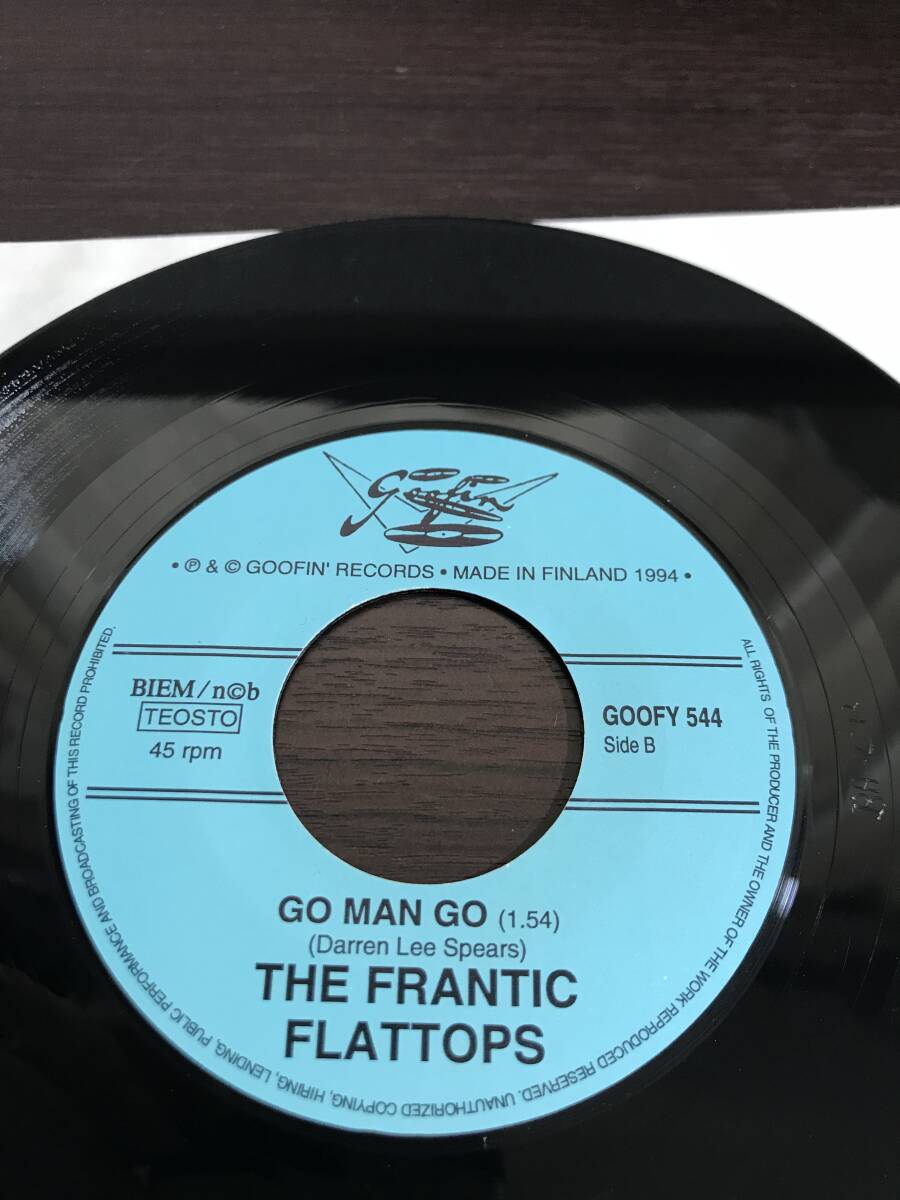 Goofin
• ℗ & © GOOFIN' RECORDS • MADE IN FINLAND 1994 •
BIEM/n©b
TEOSTO
45 rpm
GOOFY 544
Side B
GO MAN GO (1.54)
(Darren Lee Spears)
THE FRANTIC
FLATTOPS
ALL RIGHTS OF THE PRODUCER AND THE OWNER OF THE WORK REPRODUCED RESERVED. UNAUTHORIZED COPYING, HIRING, LENDING, PUBLIC PERFORMANCE AND BROADCASTING OF THIS RECORD PROHIBITED.